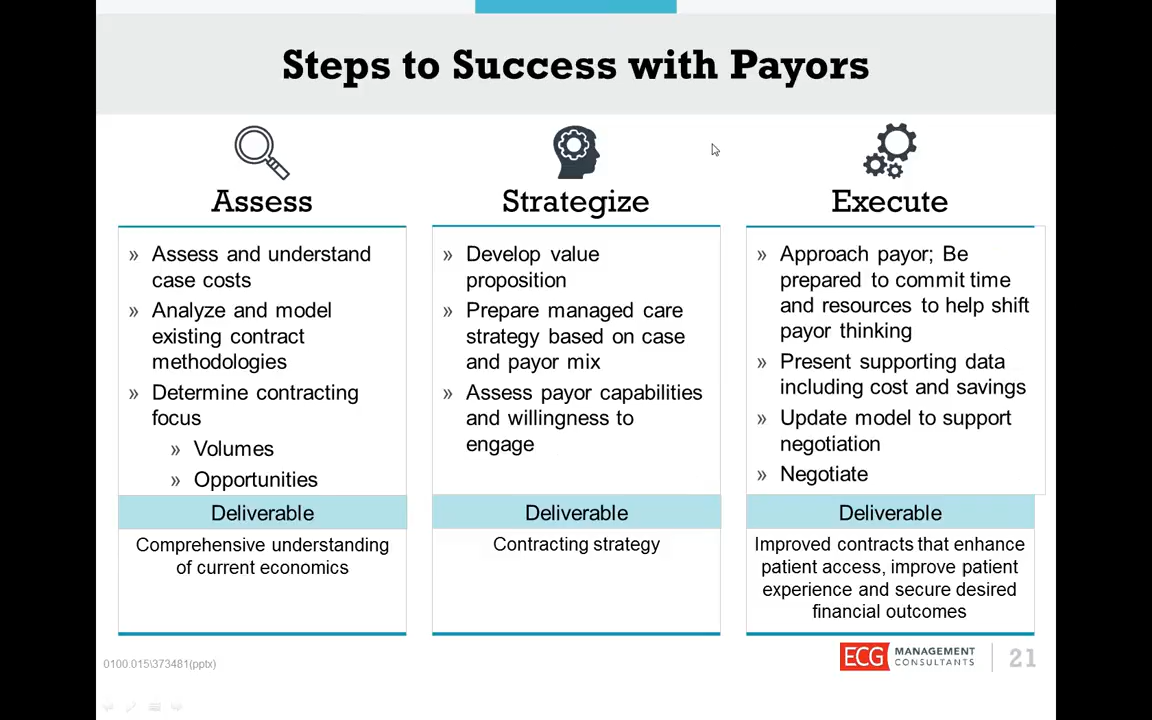 Steps to Success with Payors
Assess
» Assess and understand
case costs
» Analyze and model
existing contract
methodologies
» Determine contracting
focus
» Volumes
» Opportunities
Deliverable
Comprehensive understanding
of current economics
Strategize
» Develop value
proposition
» Prepare managed care
strategy based on case
and payor mix
» Assess payor capabilities
and willingness to
engage
Deliverable
Contracting strategy
Execute
» Approach payor; Be
prepared to commit time
and resources to help shift
payor thinking
» Present supporting data
including cost and savings
» Update model to support
negotiation
» Negotiate
Deliverable
Improved contracts that enhance
patient access, improve patient
experience and secure desired
financial outcomes
0100.015\373481(pptx)
ECG MANAGEMENT
CONSULTANTS
21